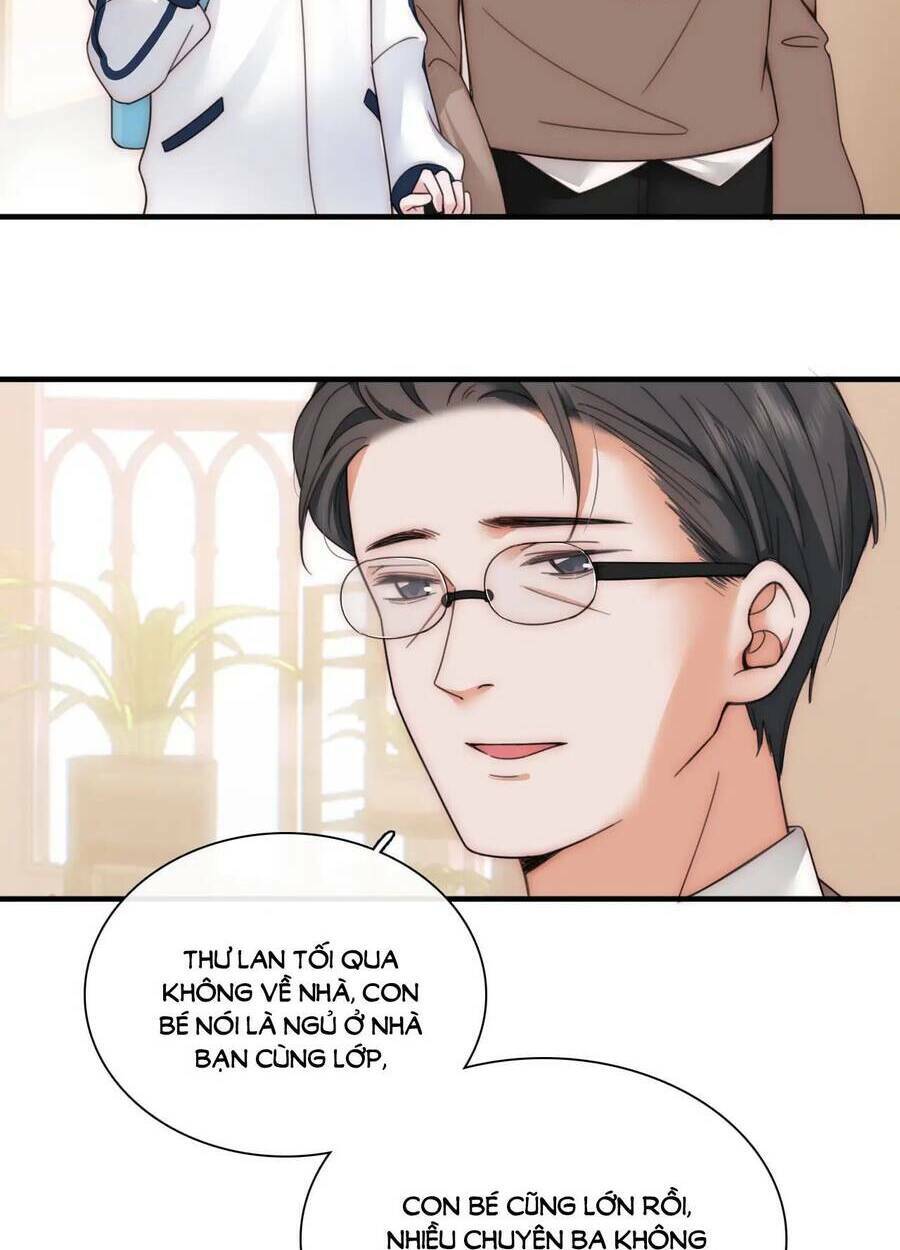 THƯ LAN TỐI QUA
KHÔNG VỀ NHÀ, CON
BÉ NÓI LÀ NGỦ Ở NHÀ
BẠN CÙNG LỚP,
CON BÉ CŨNG LỚN RỒI,
NHIỀU CHUYỆN BA KHÔNG